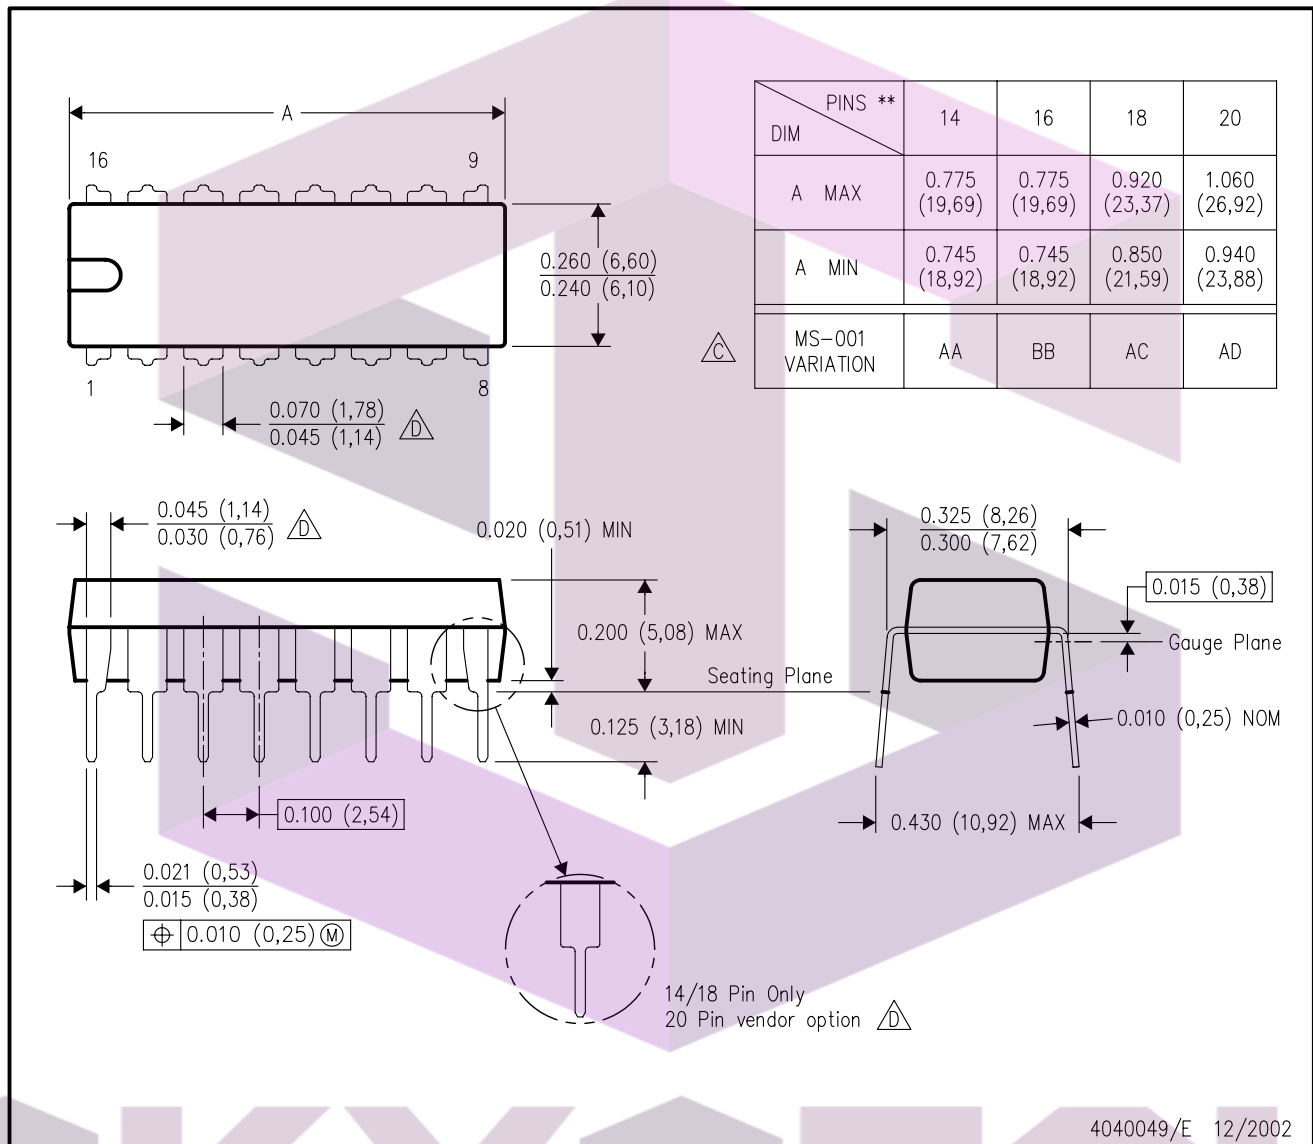 A
16
9
0.260 (6,60)
0.240 (6,10)
1
8
0.070 (1,78)
0.045 (1,14)
D
PINS **
DIM
14
16
18
20
A MAX
0.775
(19,69)
0.775
(19,69)
0.920
(23,37)
1.060
(26,92)
A MIN
0.745
(18,92)
0.745
(18,92)
0.850
(21,59)
0.940
(23,88)
C
MS-001
VARIATION
AA
BB
AC
AD
0.045 (1,14)
0.030 (0,76)
D
0.020 (0,51) MIN
0.200 (5,08) MAX
Seating Plane
0.125 (3,18) MIN
0.100 (2,54)
0.021 (0,53)
0.015 (0,38)
0.010 (0,25) M
0.325 (8,26)
0.300 (7,62)
0.015 (0,38)
Gauge Plane
0.010 (0,25) NOM
0.430 (10,92) MAX
14/18 Pin Only
20 Pin vendor option D
4040049/E 12/2002